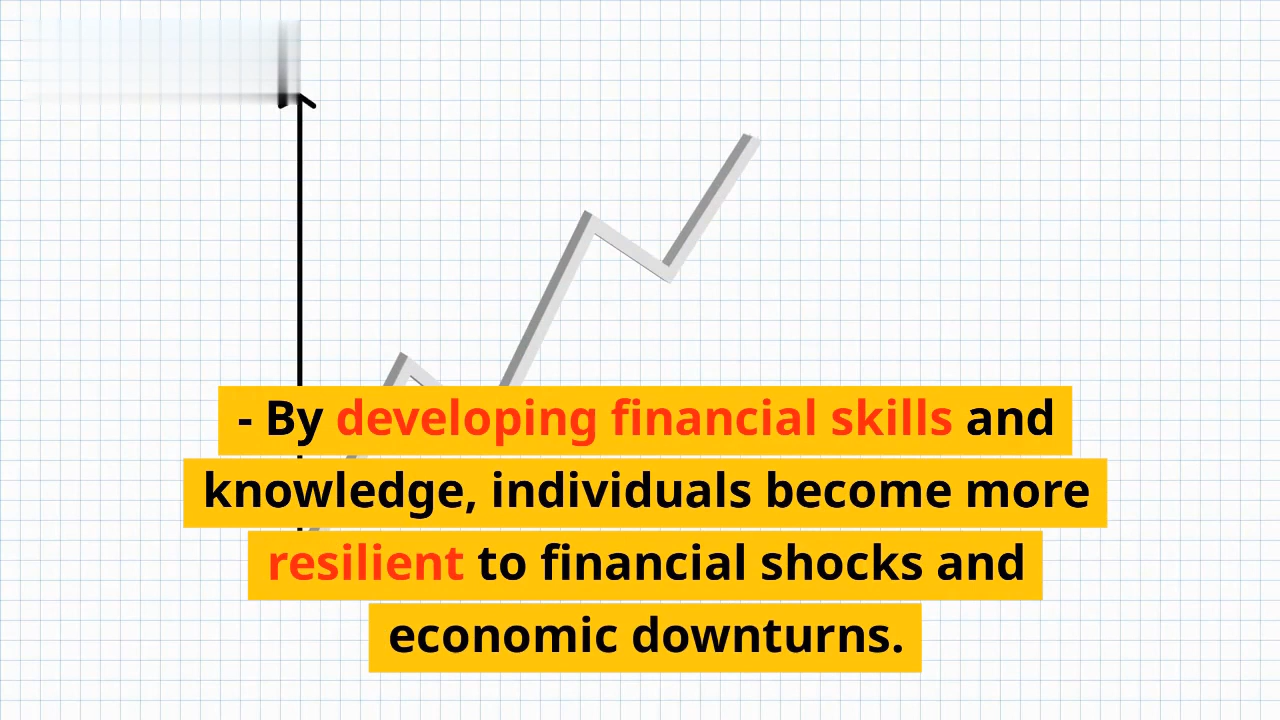 - By developing financial skills and
knowledge, individuals become more
resilient to financial shocks and
economic downturns.